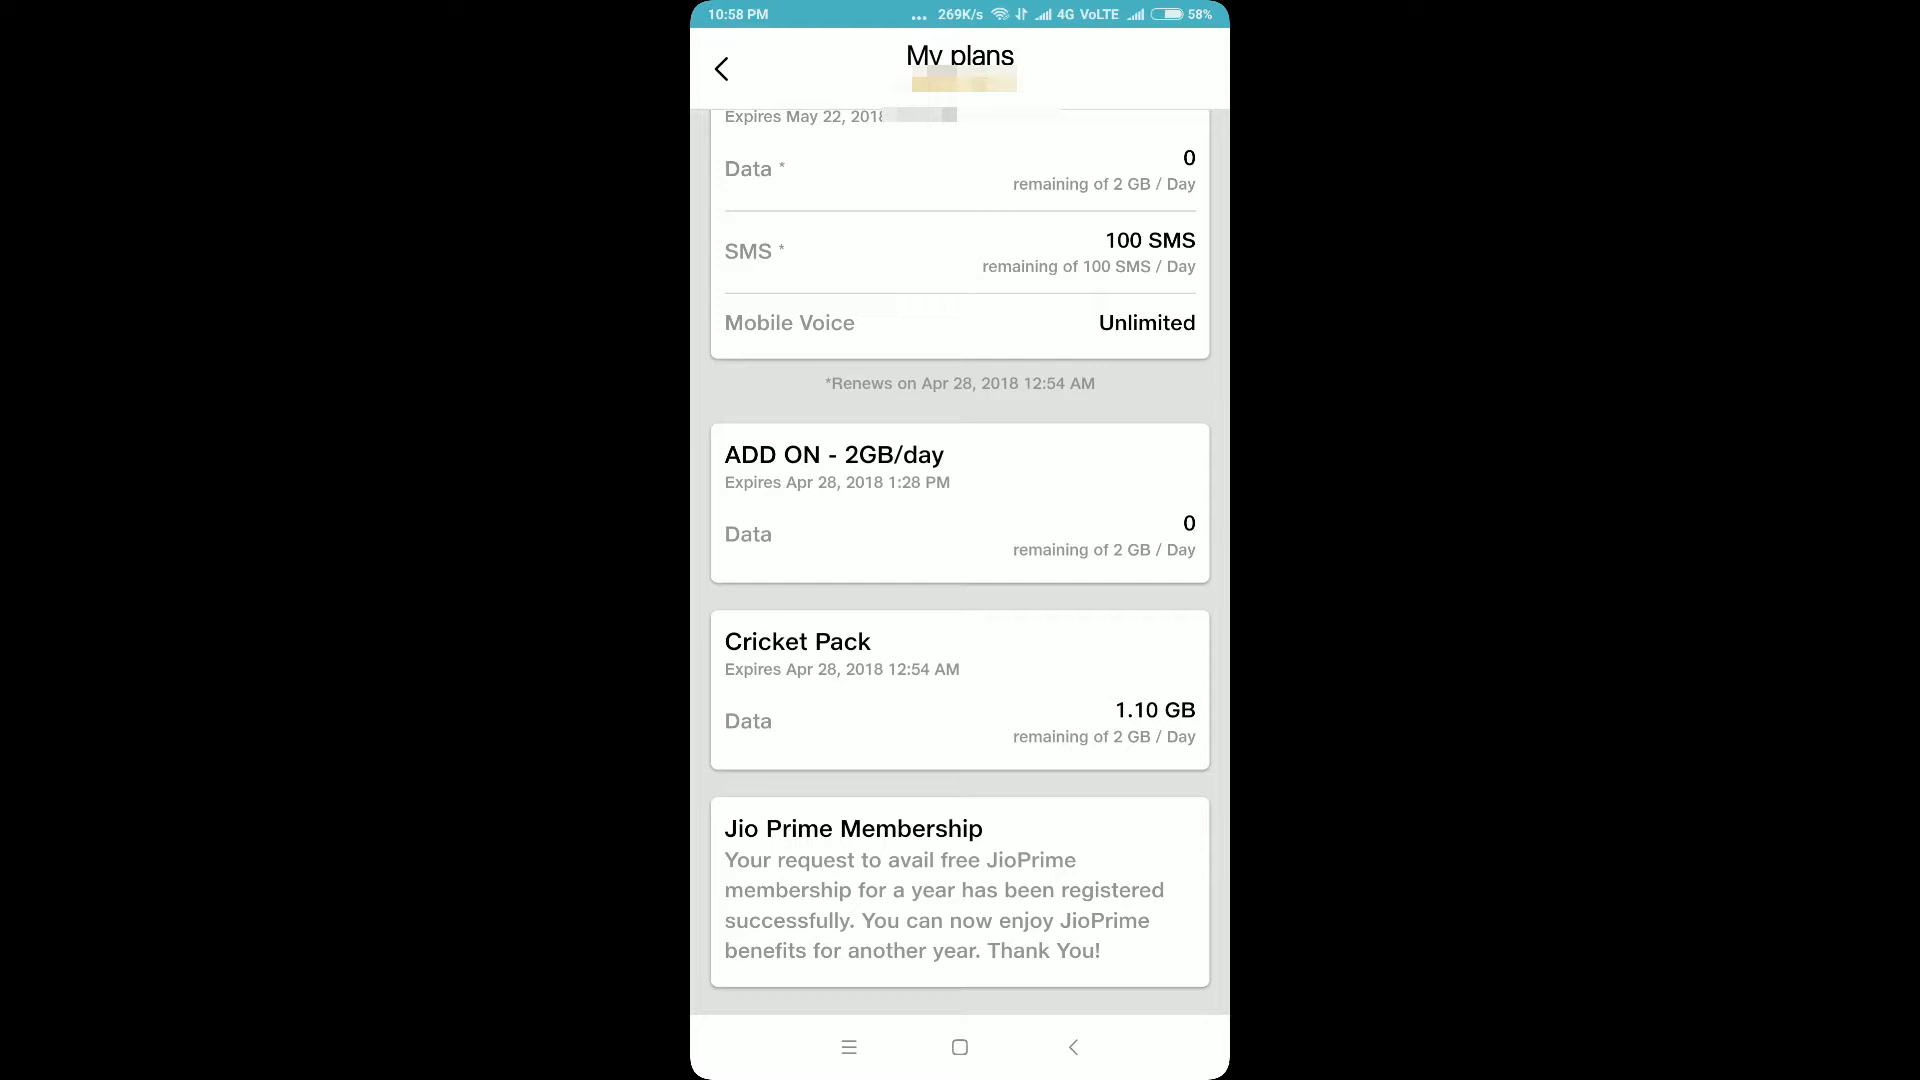 10:58 PM ... 269K/s 4G VoLTE 58%
My plans
Expires May 22, 2018
Data *
0
remaining of 2 GB / Day
SMS *
100 SMS
remaining of 100 SMS / Day
Mobile Voice
Unlimited
*Renews on Apr 28, 2018 12:54 AM
ADD ON - 2GB/day
Expires Apr 28, 2018 1:28 PM
Data
0
remaining of 2 GB / Day
Cricket Pack
Expires Apr 28, 2018 12:54 AM
Data
1.10 GB
remaining of 2 GB / Day
Jio Prime Membership
Your request to avail free JioPrime
membership for a year has been registered
successfully. You can now enjoy JioPrime
benefits for another year. Thank You!